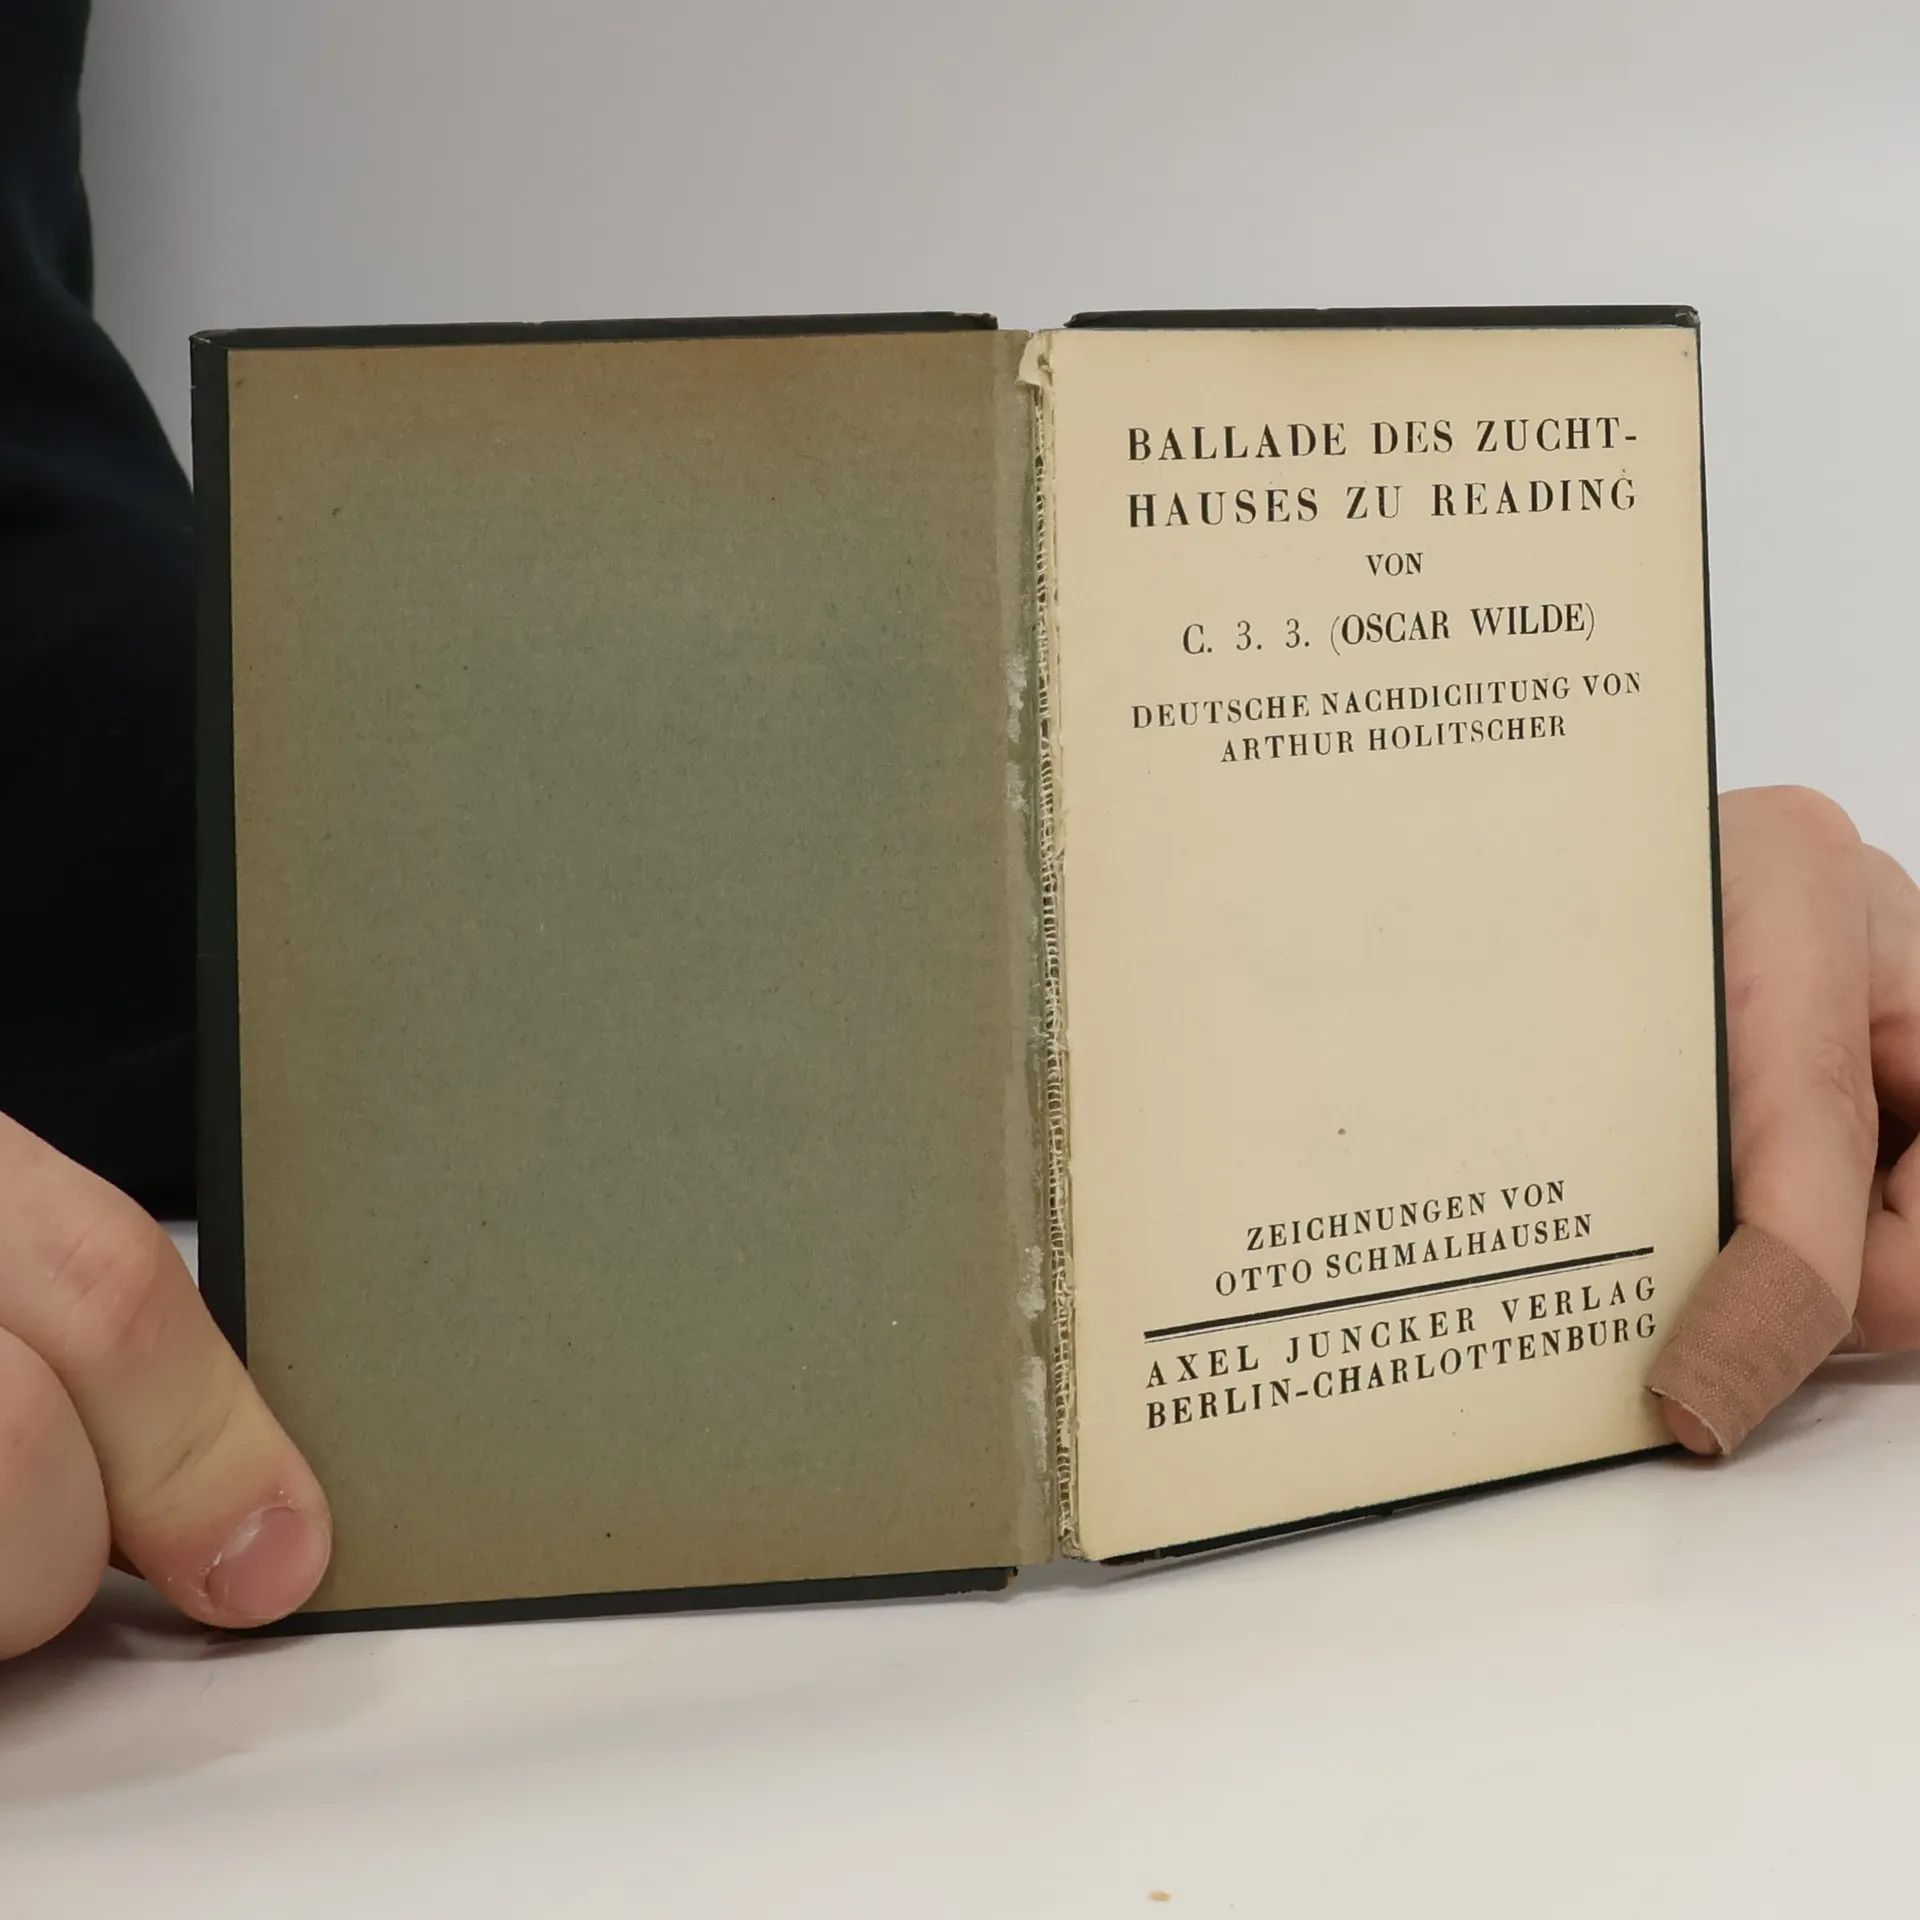 BALLADE DES ZUCHT-
HAUSES ZU READING
VON
C. 3. 3. (OSCAR WILDE)
DEUTSCHE NACHDICHTUNG VON
ARTHUR HOLITSCHER
ZEICHNUNGEN VON
OTTO SCHMALHAUSEN
AXEL JUNCKER VERLAG
BERLIN-CHARLOTTENBURG